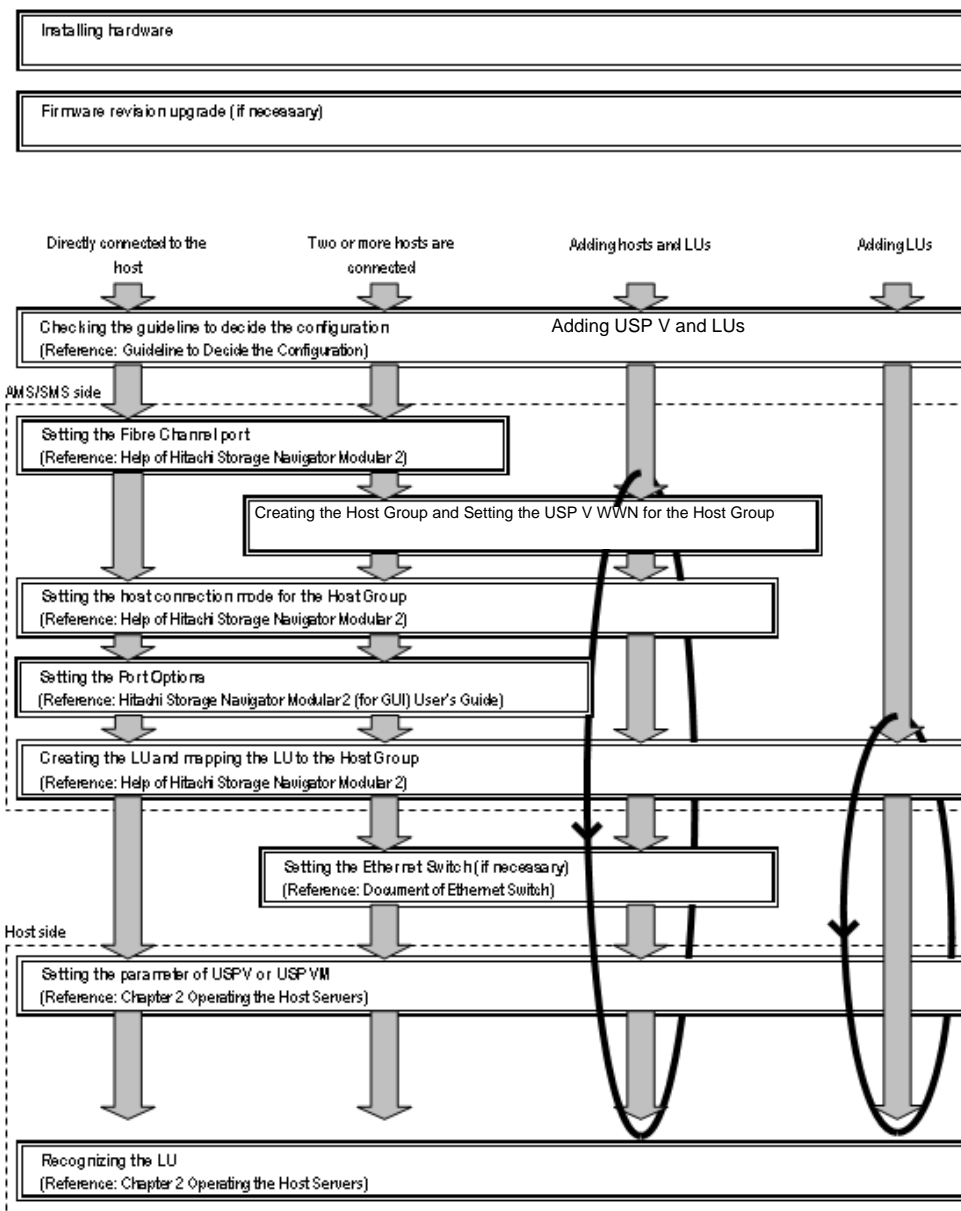 Installing hardware
Firmware revision upgrade (if necessary)
Directly connected to the
host
Two or more hosts are
connected
Adding hosts and LUs
Adding LUs
Checking the guideline to decide the configuration
(Reference: Guideline to Decide the Configuration)
Adding USP V and LUs
AMS/SMS side
Setting the Fibre Channel port
(Reference: Help of Hitachi Storage Navigator Modular 2)
Creating the Host Group and Setting the USP V WWN for the Host Group
Setting the host connection mode for the Host Group
(Reference: Help of Hitachi Storage Navigator Modular 2)
Setting the Port Options
(Reference: Hitachi Storage Navigator Modular 2 (for GUI) User's Guide)
Creating the LU and mapping the LU to the Host Group
(Reference: Help of Hitachi Storage Navigator Modular 2)
Setting the Ethernet Switch (if necessary)
(Reference: Document of Ethernet Switch)
Host side
Setting the parameter of USPV or USP VM
(Reference: Chapter 2 Operating the Host Servers)
Recognizing the LU
(Reference: Chapter 2 Operating the Host Servers)